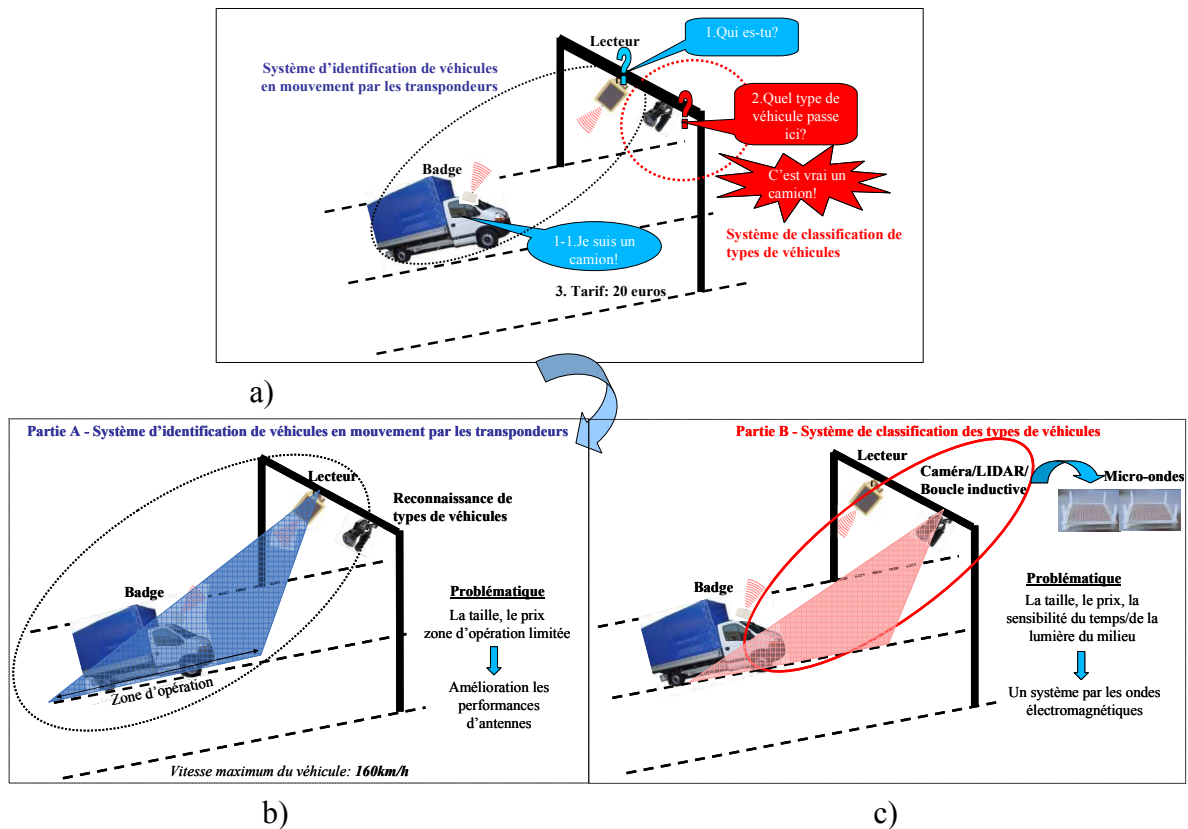 Lecteur
1.Qui es-tu?
Système d'identification de véhicules
en mouvement par les transpondeurs
?
?
2.Quel type de
véhicule passe
ici?
Badge
C'est vrai un
camion!
1-1.Je suis un
camion!
Système de classification de
types de véhicules
3. Tarif: 20 euros
a)
Partie A - Système d'identification de véhicules en mouvement par les transpondeurs
Lecteur
Reconnaissance de
types de véhicules
Badge
Problématique
La taille, le prix
zone d'opération limitée
Zone d'opération
Amélioration les
performances
d'antennes
Vitesse maximum du véhicule: 160km/h
b)
Partie B - Système de classification des types de véhicules
Lecteur
Caméra/LIDAR/
Boucle inductive
Micro-ondes
Badge
Problématique
La taille, le prix, la
sensibilité du temps/de la
lumière du milieu
Un système par les ondes
électromagnétiques
c)